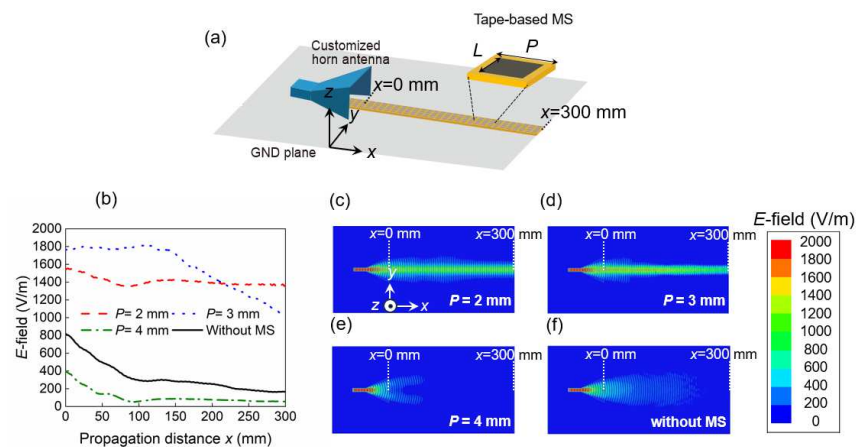 (a)
Customized
horn antenna
Tape-based MS
L
P
x=0 mm
z
y
x=300 mm
GND plane
x
(b)
2000
1800
1600
1400
1200
1000
800
600
400
200
0
E-field (V/m)
P= 2 mm
P= 3 mm
P= 4 mm
Without MS
0 50 100 150 200 250 300
Propagation distance x (mm)
(c)
x=0 mm
x=300 mm
y
z
x
P = 2 mm
(d)
x=0 mm
x=300 mm
P = 3 mm
(e)
x=0 mm
x=300 mm
P = 4 mm
(f)
x=0 mm
x=300 mm
without MS
E-field (V/m)
2000
1800
1600
1400
1200
1000
800
600
400
200
0